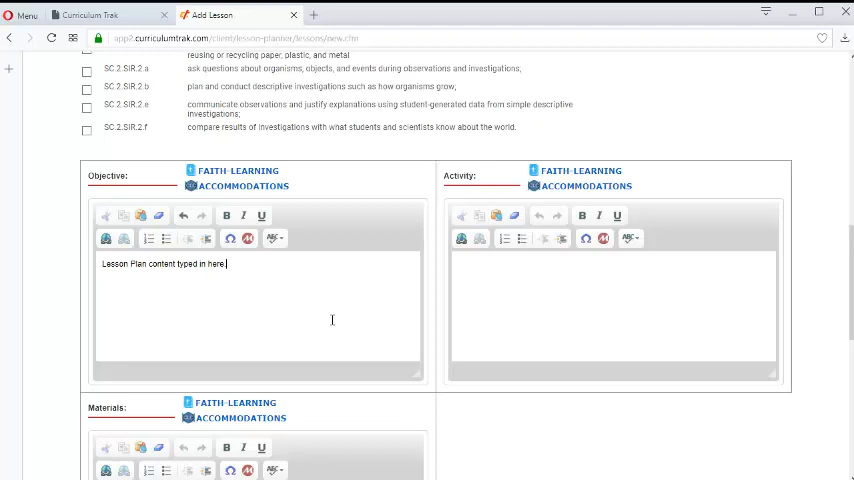 Menu
Curriculum Trak
Add Lesson
app2.curriculumtrak.com/client/lesson-planner/lessons/new.cfm
reusing or recycling paper, plastic, and metal
SC.2.SIR.2.a ask questions about organisms, objects, and events during observations and investigations;
SC.2.SIR.2.b plan and conduct descriptive investigations such as how organisms grow;
SC.2.SIR.2.e communicate observations and justify explanations using student-generated data from simple descriptive
investigations;
SC.2.SIR.2.f compare results of investigations with what students and scientists know about the world.
Objective:
FAITH-LEARNING
ACCOMMODATIONS
B I U
ABC
Lesson Plan content typed in here.
Activity:
FAITH-LEARNING
ACCOMMODATIONS
B I U
ABC
Materials:
FAITH-LEARNING
ACCOMMODATIONS
B I U
ABC